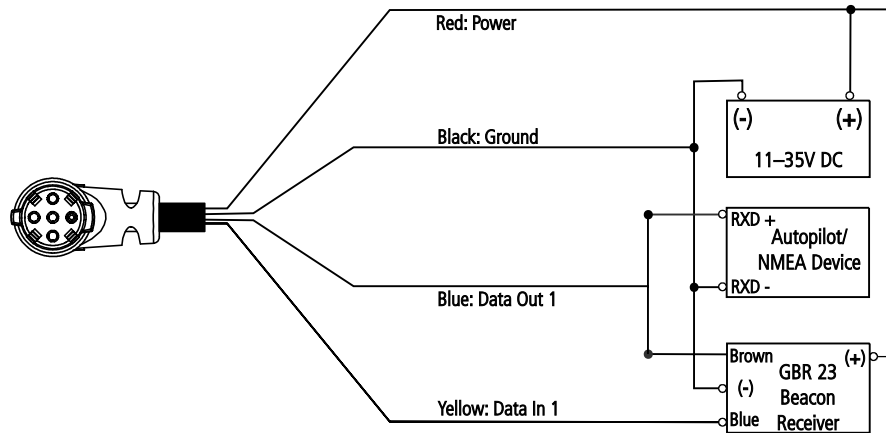 Red: Power
(-)
(+)
11–35V DC
Black: Ground
RXD +
Autopilot/
NMEA Device
RXD -
Blue: Data Out 1
Brown
(+)
GBR 23
Beacon
Receiver
(-)
Blue
Yellow: Data In 1